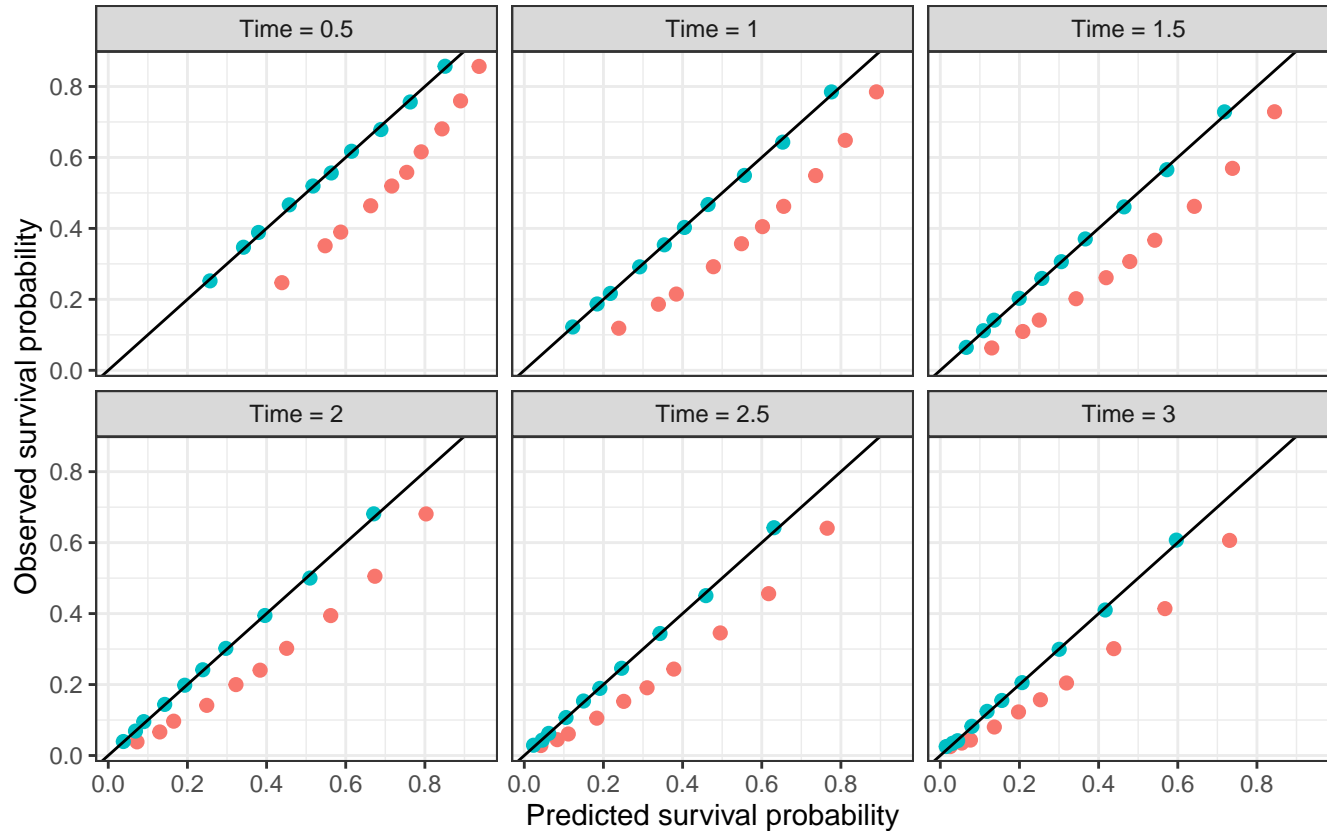 Time = 0.5 Time = 1 Time = 1.5
0.8
0.6
0.4
0.2
0.0
Time = 2 Time = 2.5 Time = 3
0.8
0.6
0.4
0.2
0.0
0.0 0.2 0.4 0.6 0.8 0.0 0.2 0.4 0.6 0.8 0.0 0.2 0.4 0.6 0.8
Predicted survival probability
Observed survival probability